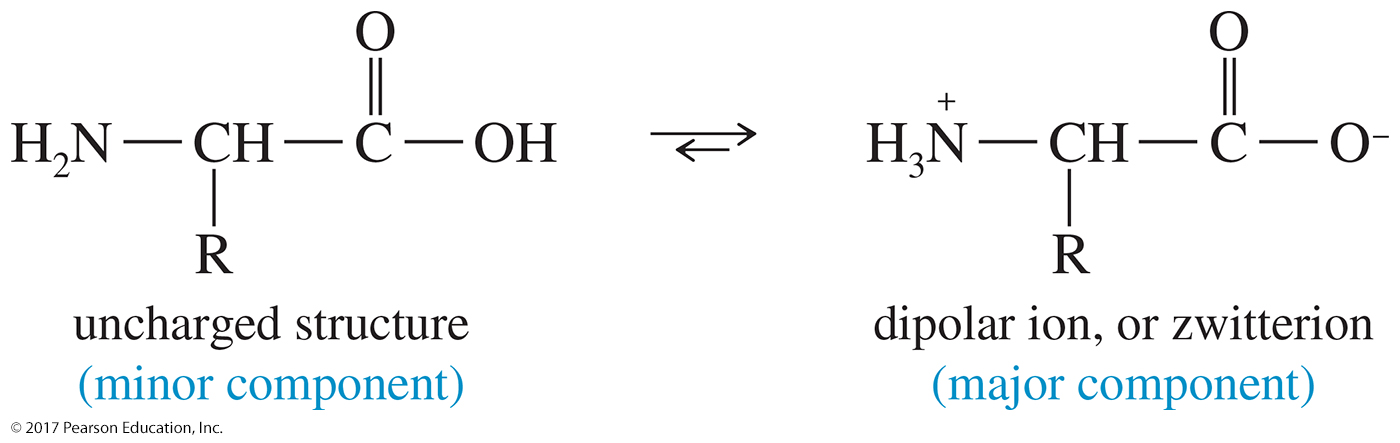 O O
H₂N — CH — C — OH ⇌ H₃N⁺ — CH — C — O⁻
R R
uncharged structure dipolar ion, or zwitterion
(minor component) (major component)
© 2017 Pearson Education, Inc.